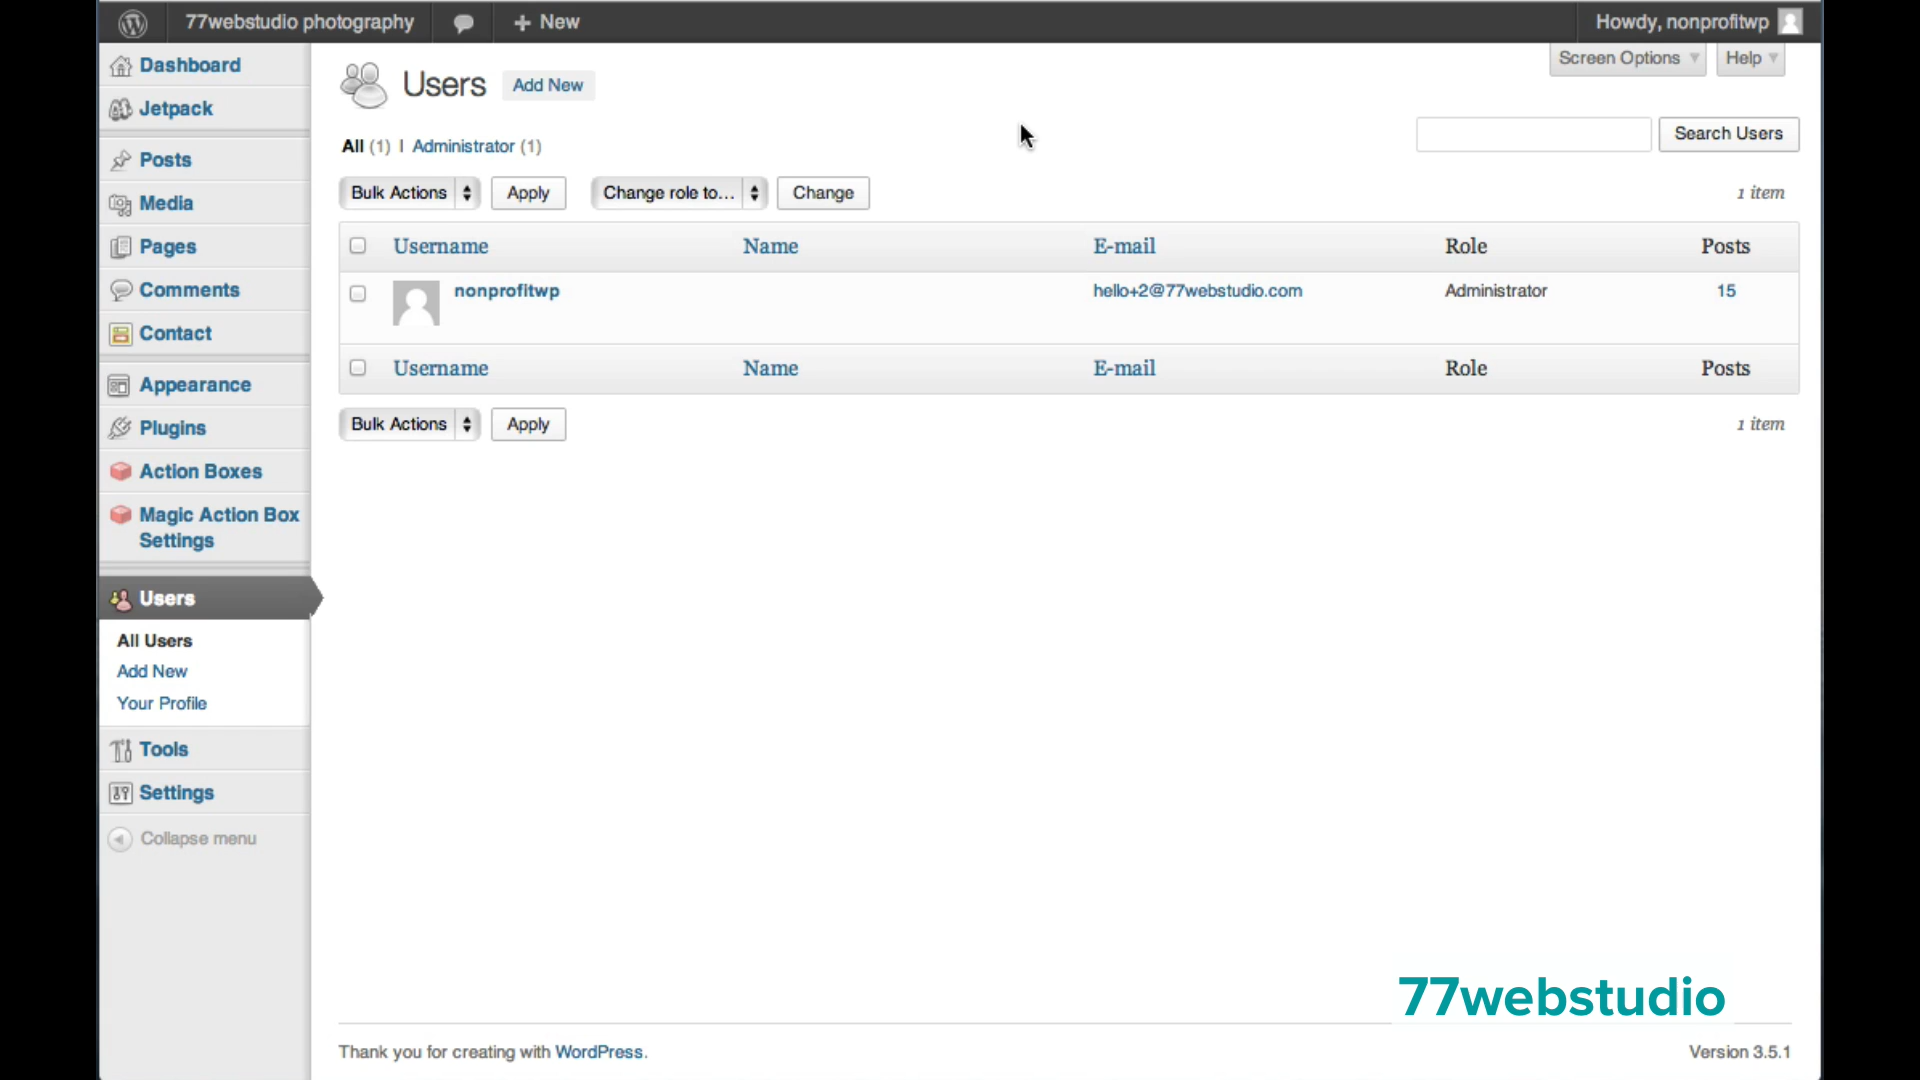 77webstudio photography
+ New
Howdy, nonprofitwp
Dashboard
Jetpack
Posts
Media
Pages
Comments
Contact
Appearance
Plugins
Action Boxes
Magic Action Box
Settings
Users
All Users
Add New
Your Profile
Tools
Settings
Collapse menu
Screen Options
Help
Users
Add New
All (1) | Administrator (1)
Search Users
Bulk Actions
Apply
Change role to...
Change
1 item
Username Name E-mail Role Posts
nonprofitwp hello+2@77webstudio.com Administrator 15
Username Name E-mail Role Posts
Bulk Actions
Apply
1 item
77webstudio
Thank you for creating with WordPress.
Version 3.5.1